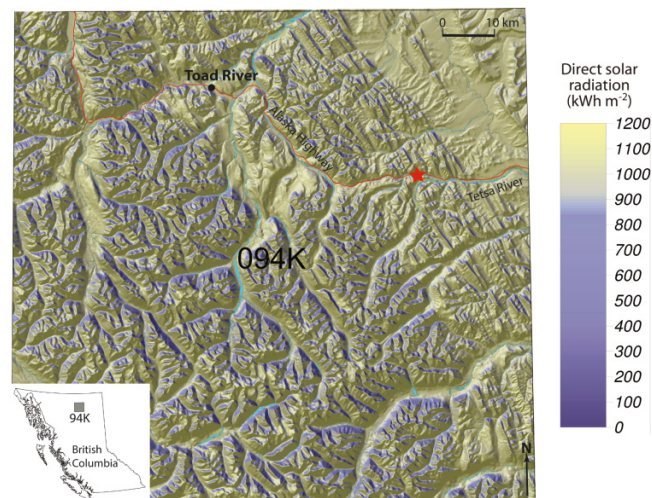 0 10 km
Toad River
Alaska Highway
Tetsa River
094K
N
94K
British
Columbia
Direct solar
radiation
(kWh m⁻²)
1200
1100
1000
900
800
700
600
500
400
300
200
100
0